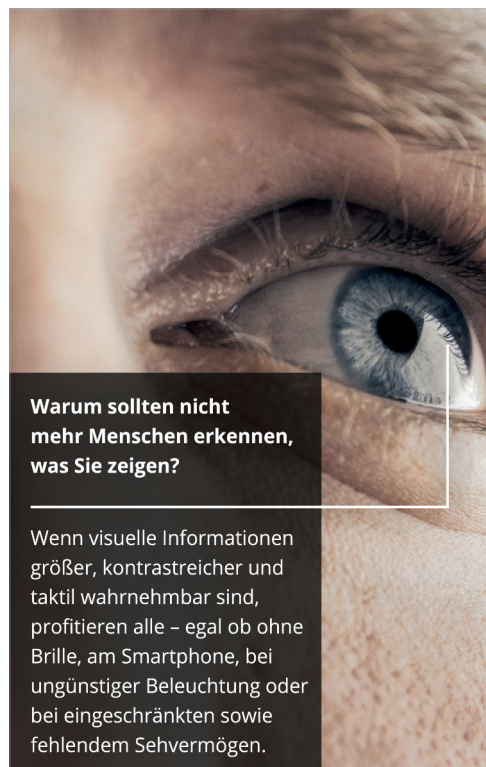 Warum sollten nicht
mehr Menschen erkennen,
was Sie zeigen?
Wenn visuelle Informationen
größer, kontrastreicher und
taktil wahrnehmbar sind,
profitieren alle – egal ob ohne
Brille, am Smartphone, bei
ungünstiger Beleuchtung oder
bei eingeschränkten sowie
fehlendem Sehvermögen.